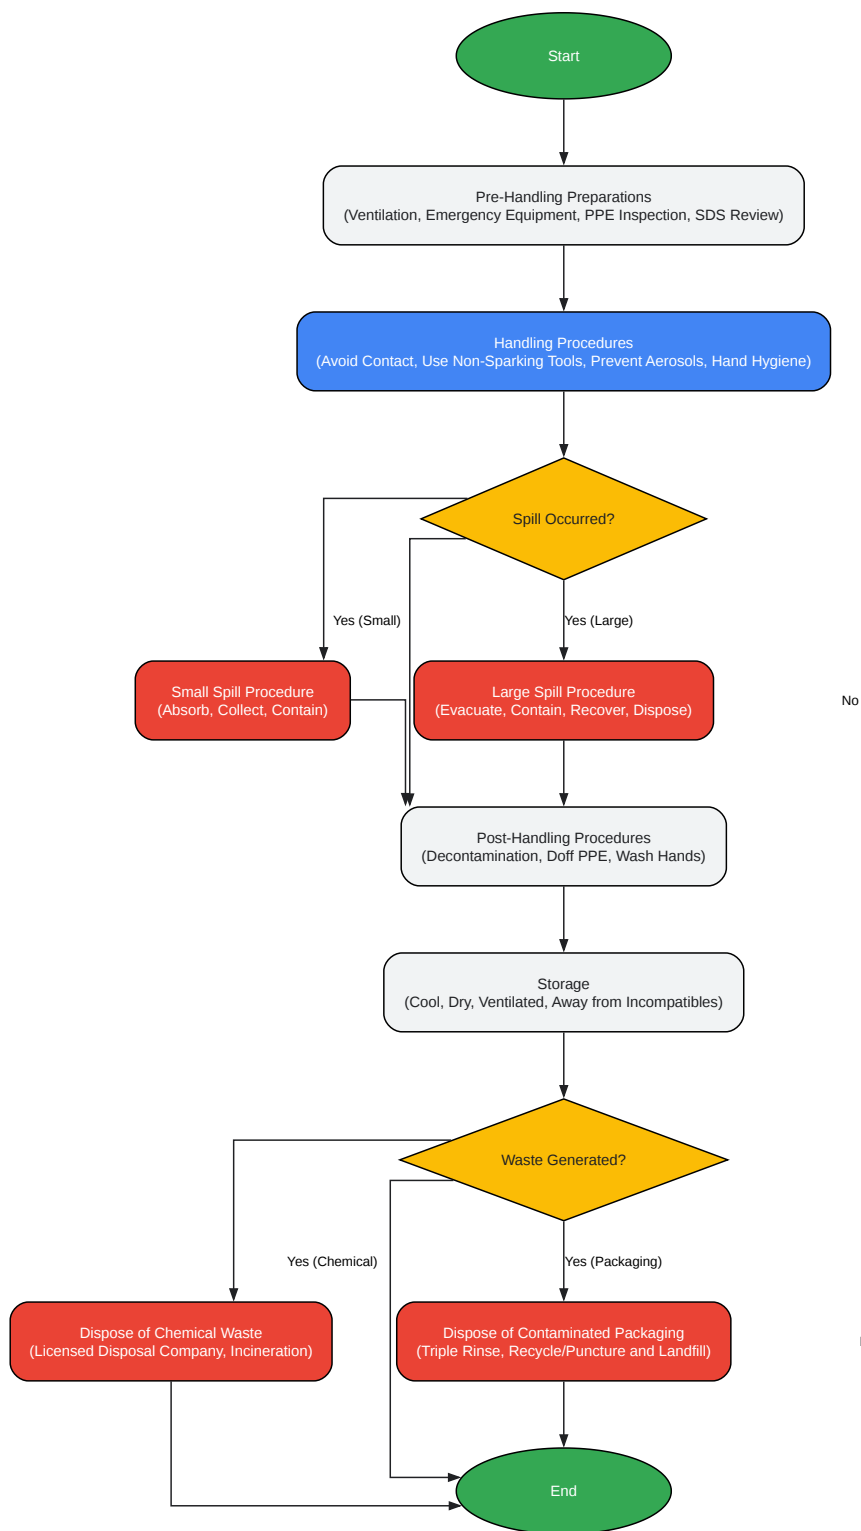 Start
Pre-Handling Preparations
(Ventilation, Emergency Equipment, PPE Inspection, SDS Review)
Handling Procedures
(Avoid Contact, Use Non-Sparking Tools, Prevent Aerosols, Hand Hygiene)
Spill Occurred?
Yes (Small)
Yes (Large)
Small Spill Procedure
(Absorb, Collect, Contain)
Large Spill Procedure
(Evacuate, Contain, Recover, Dispose)
No
Post-Handling Procedures
(Decontamination, Doff PPE, Wash Hands)
Storage
(Cool, Dry, Ventilated, Away from Incompatibles)
Waste Generated?
Yes (Chemical)
Yes (Packaging)
Dispose of Chemical Waste
(Licensed Disposal Company, Incineration)
Dispose of Contaminated Packaging
(Triple Rinse, Recycle/Puncture and Landfill)
End